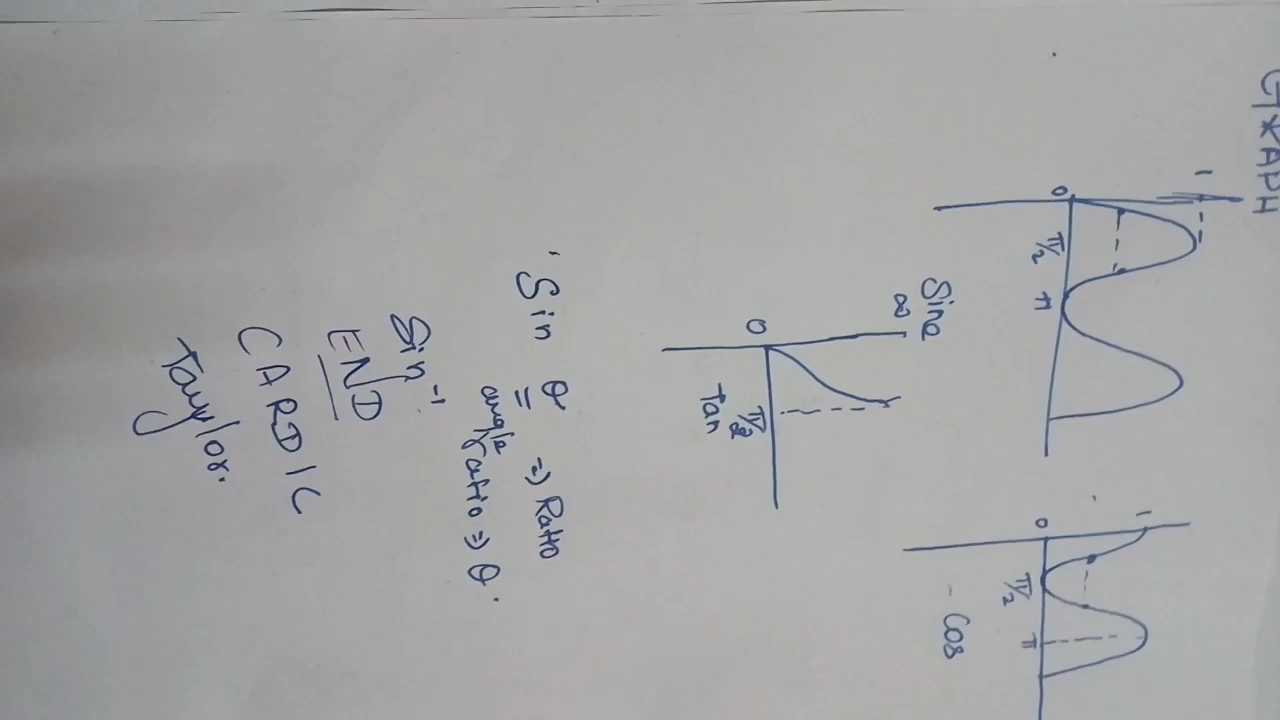 GRAPH
1
0 π/2 π
Sine
1
0 π/2 π
- Cos
∞
0 π/2
Tan
Sin θ => Ratio
angle
Sin⁻¹ ratio => θ.
END
CARDIC
Taylor.